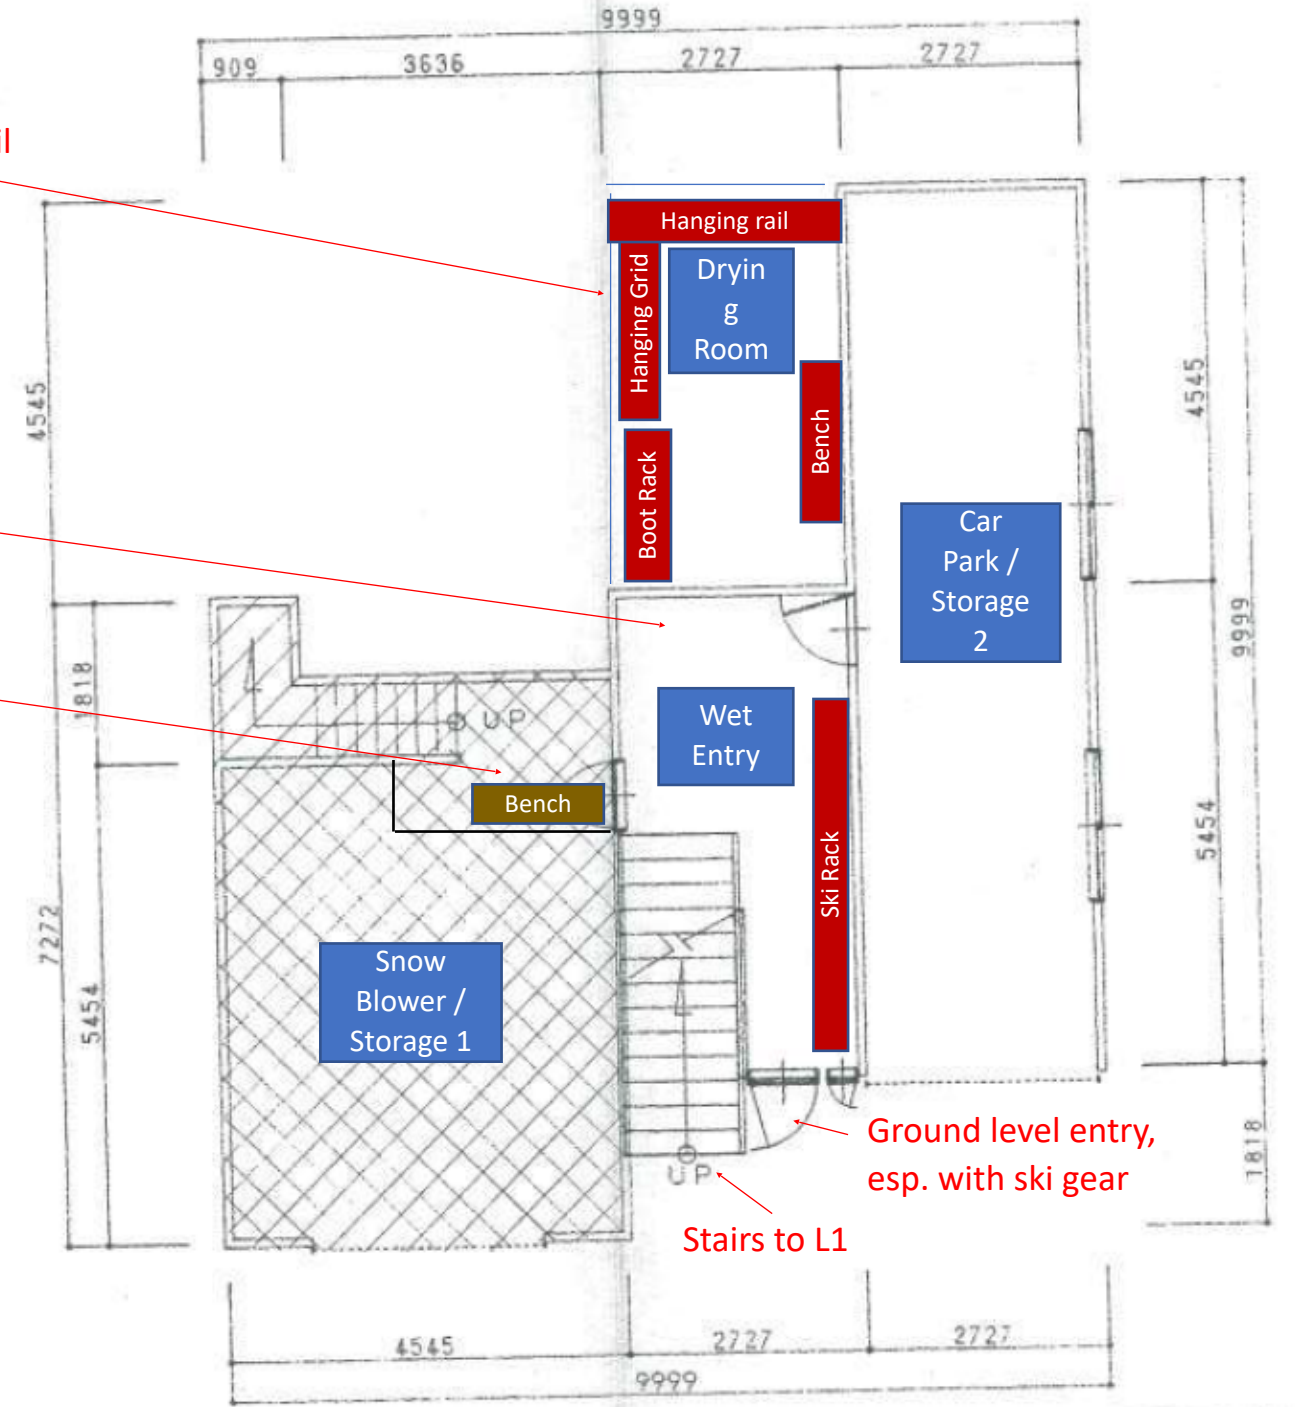 9999
909
3636
2727
2727
il
Hanging rail
Hanging Grid
Dryin
g
Room
Boot Rack
Bench
4545
4545
Car
Park /
Storage
2
9999
1818
UP
Wet
Entry
Bench
Ski Rack
5454
7272
5454
Snow
Blower /
Storage 1
UP
Ground level entry,
esp. with ski gear
1818
Stairs to L1
4545
2727
2727
9999